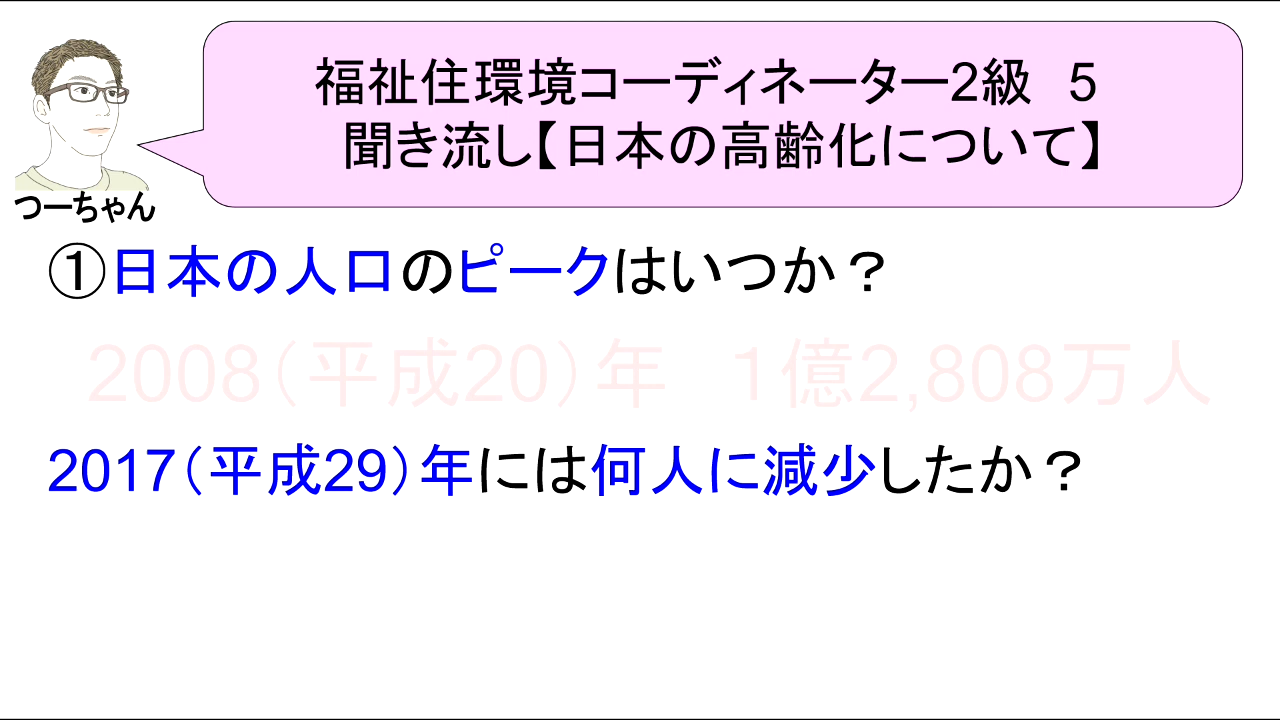 福祉住環境コーディネーター2級　5
聞き流し【日本の高齢化について】
つーちゃん
①日本の人口のピークはいつか？
2008（平成20）年　１億2,808万人
2017（平成29）年には何人に減少したか？